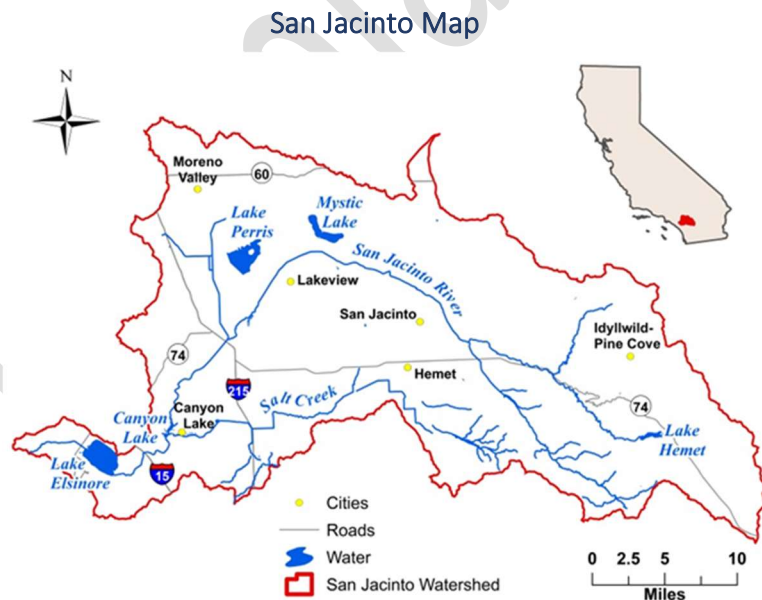 San Jacinto Map
N
Moreno
Valley
60
Lake
Perris
Mystic
Lake
San Jacinto River
Lakeview
San Jacinto
Idyllwild-
Pine Cove
74
Hemet
215
Salt Creek
74
Canyon
Lake
Canyon
Lake
Lake
Hemet
Lake
Elsinore
15
Cities
Roads
Water
San Jacinto Watershed
0 2.5 5 10
Miles